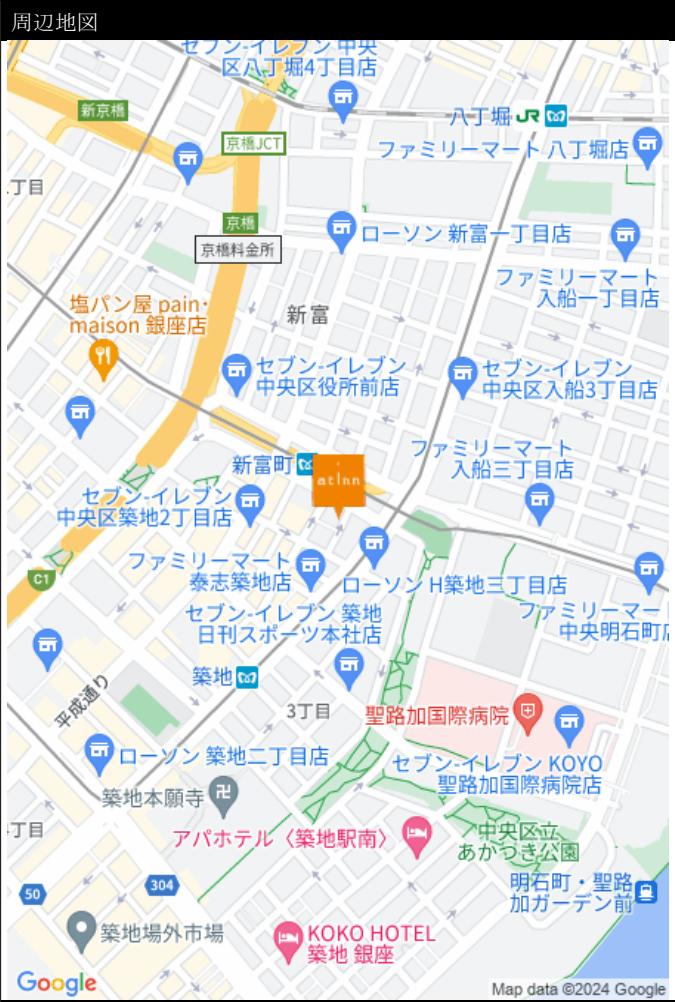 周辺地図
セブン-イレブン 中央
区八丁堀4丁目店
新京橋
八丁堀 JR
京橋JCT
ファミリーマート 八丁堀店
丁目
京橋
ローソン 新富一丁目店
京橋料金所
ファミリーマート
入船一丁目店
塩パン屋 pain・
maison 銀座店
新富
セブン-イレブン
中央区役所前店
セブン-イレブン
中央区入船3丁目店
ファミリーマート
入船三丁目店
新富町
atInn
セブン-イレブン
中央区築地2丁目店
ファミリーマート
泰志築地店
C1
ローソン H築地三丁目店
セブン-イレブン 築地
日刊スポーツ本社店
ファミリーマート
中央明石町店
築地
平成通り
3丁目
聖路加国際病院
ローソン 築地二丁目店
セブン-イレブン KOYO
聖路加国際病院店
築地本願寺
丁目
アパホテル〈築地駅南〉
中央区立
あかつき公園
304
50
明石町・聖路
加ガーデン前
築地場外市場
KOKO HOTEL
築地 銀座
Google
Map data ©2024 Google